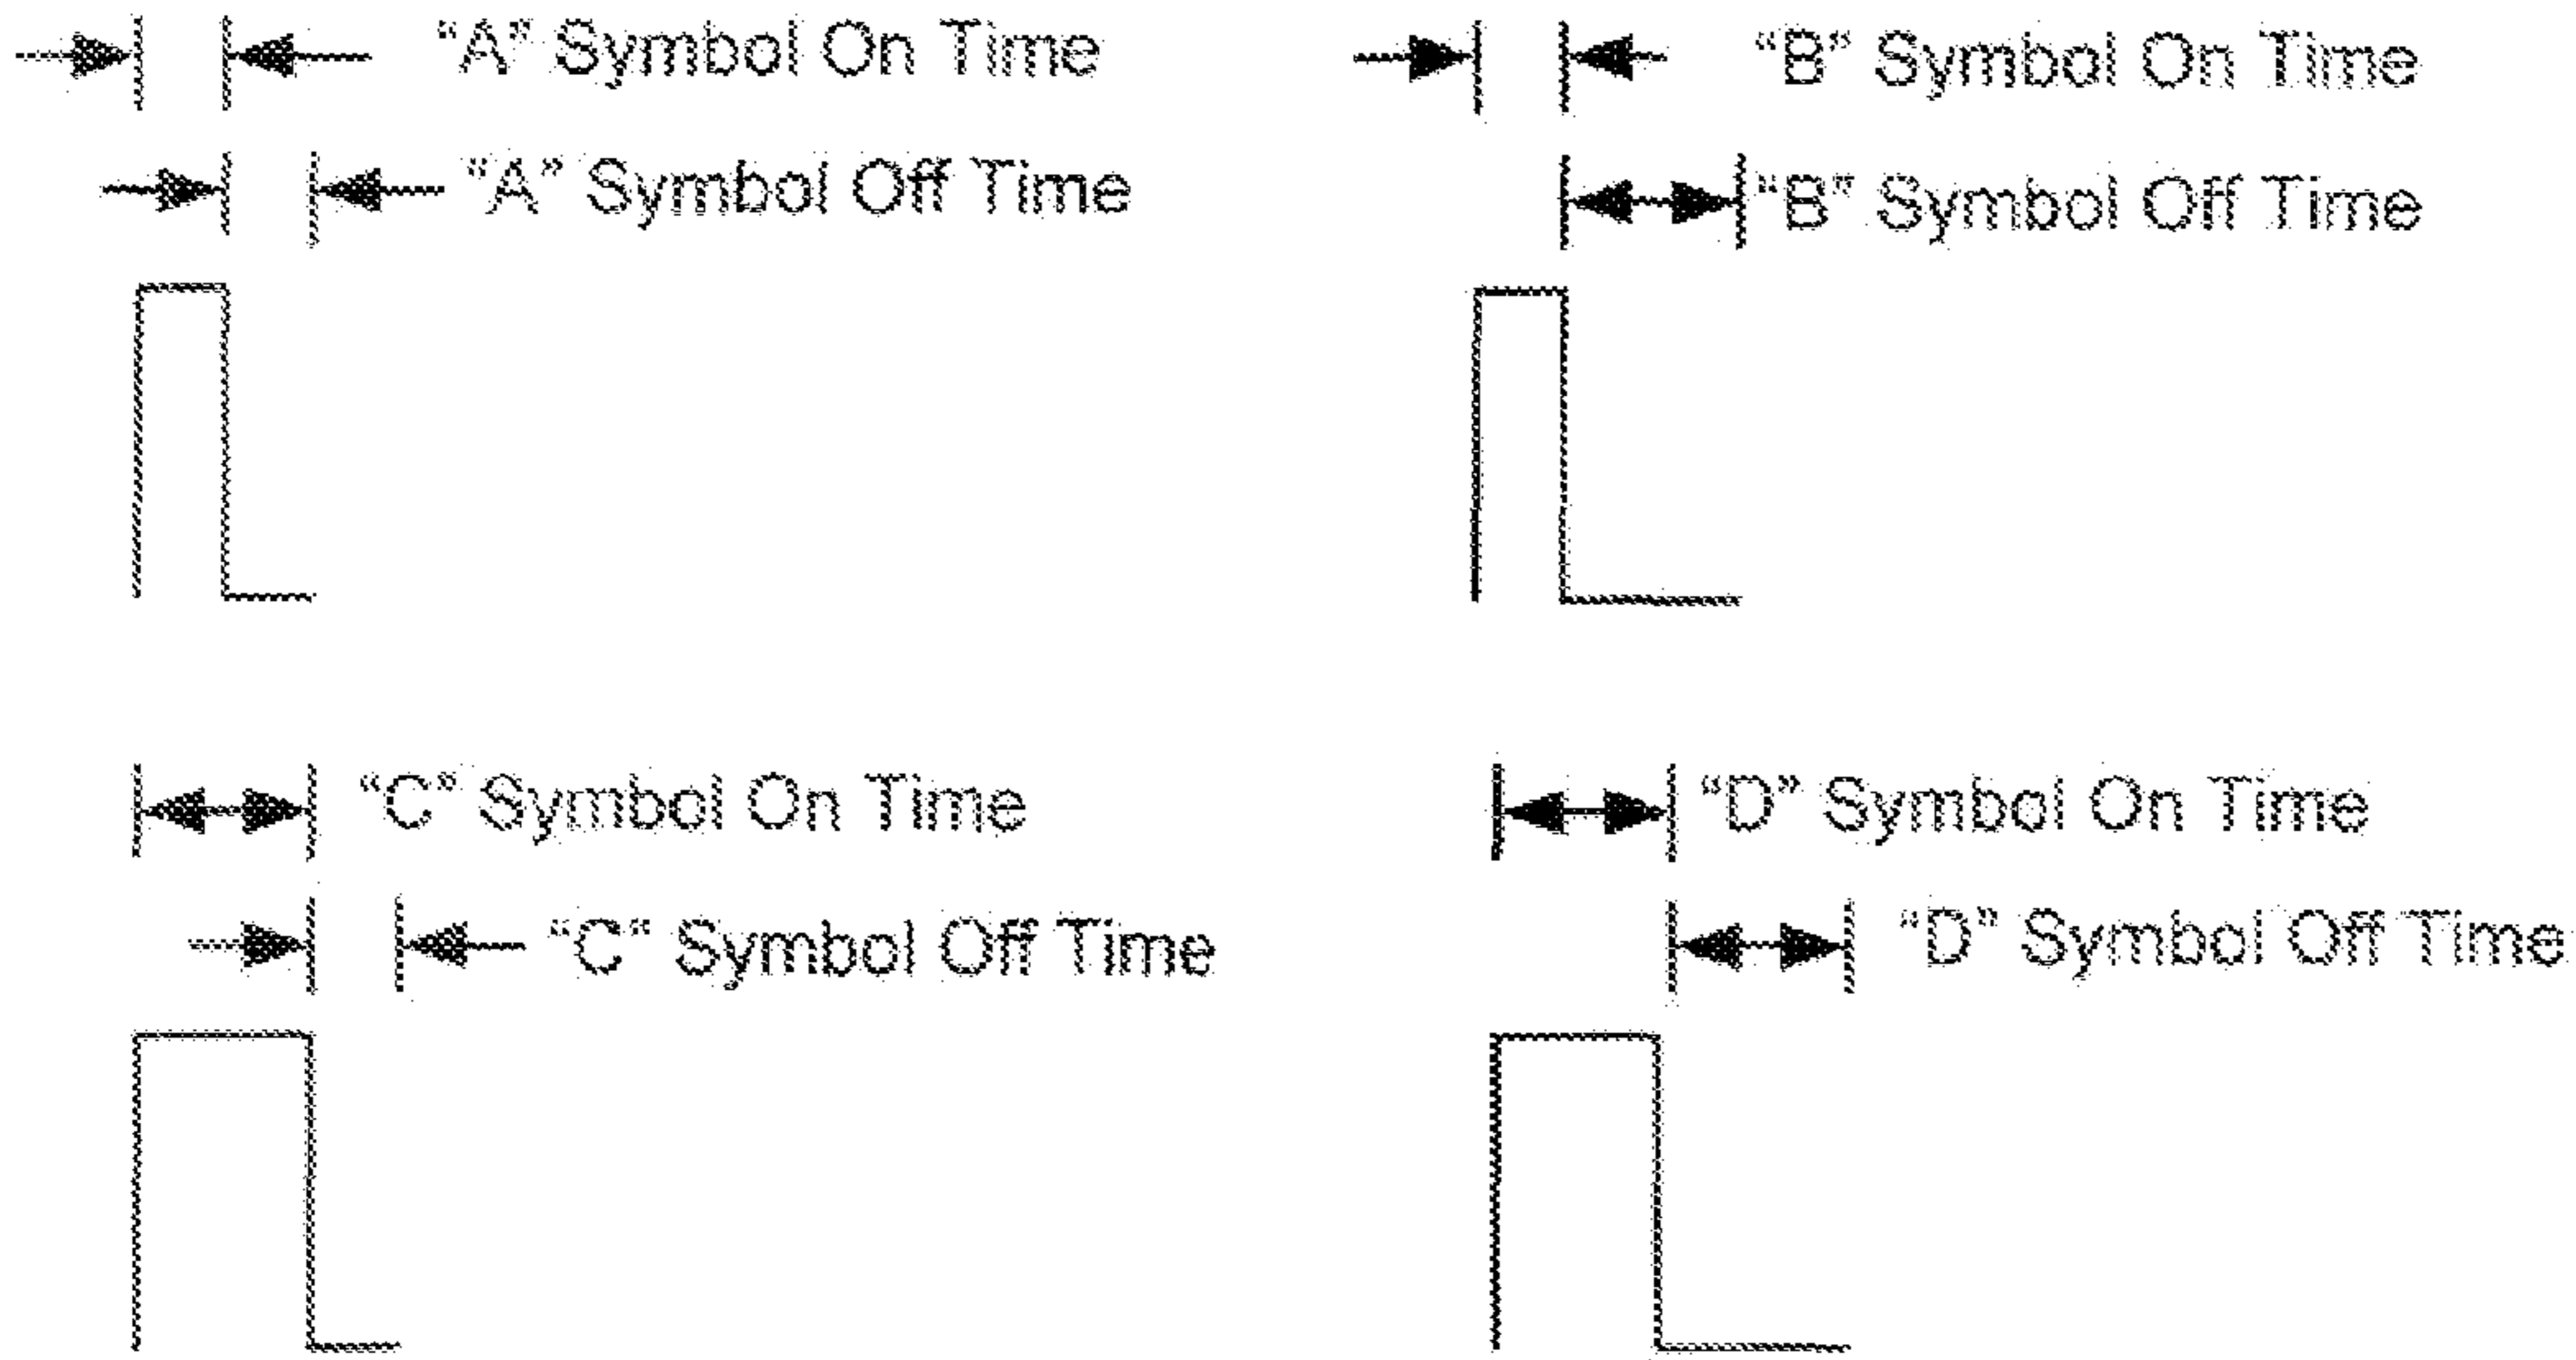 “A” Symbol On Time
“B” Symbol On Time
“A” Symbol Off Time
“B” Symbol Off Time
“C” Symbol On Time
“D” Symbol On Time
“C” Symbol Off Time
“D” Symbol Off Time